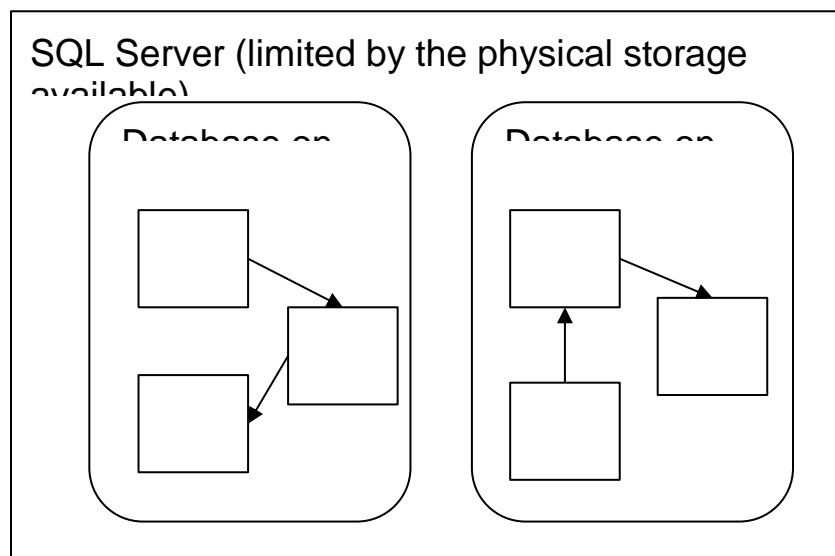 SQL Server (limited by the physical storage
available)
Database on
Database on